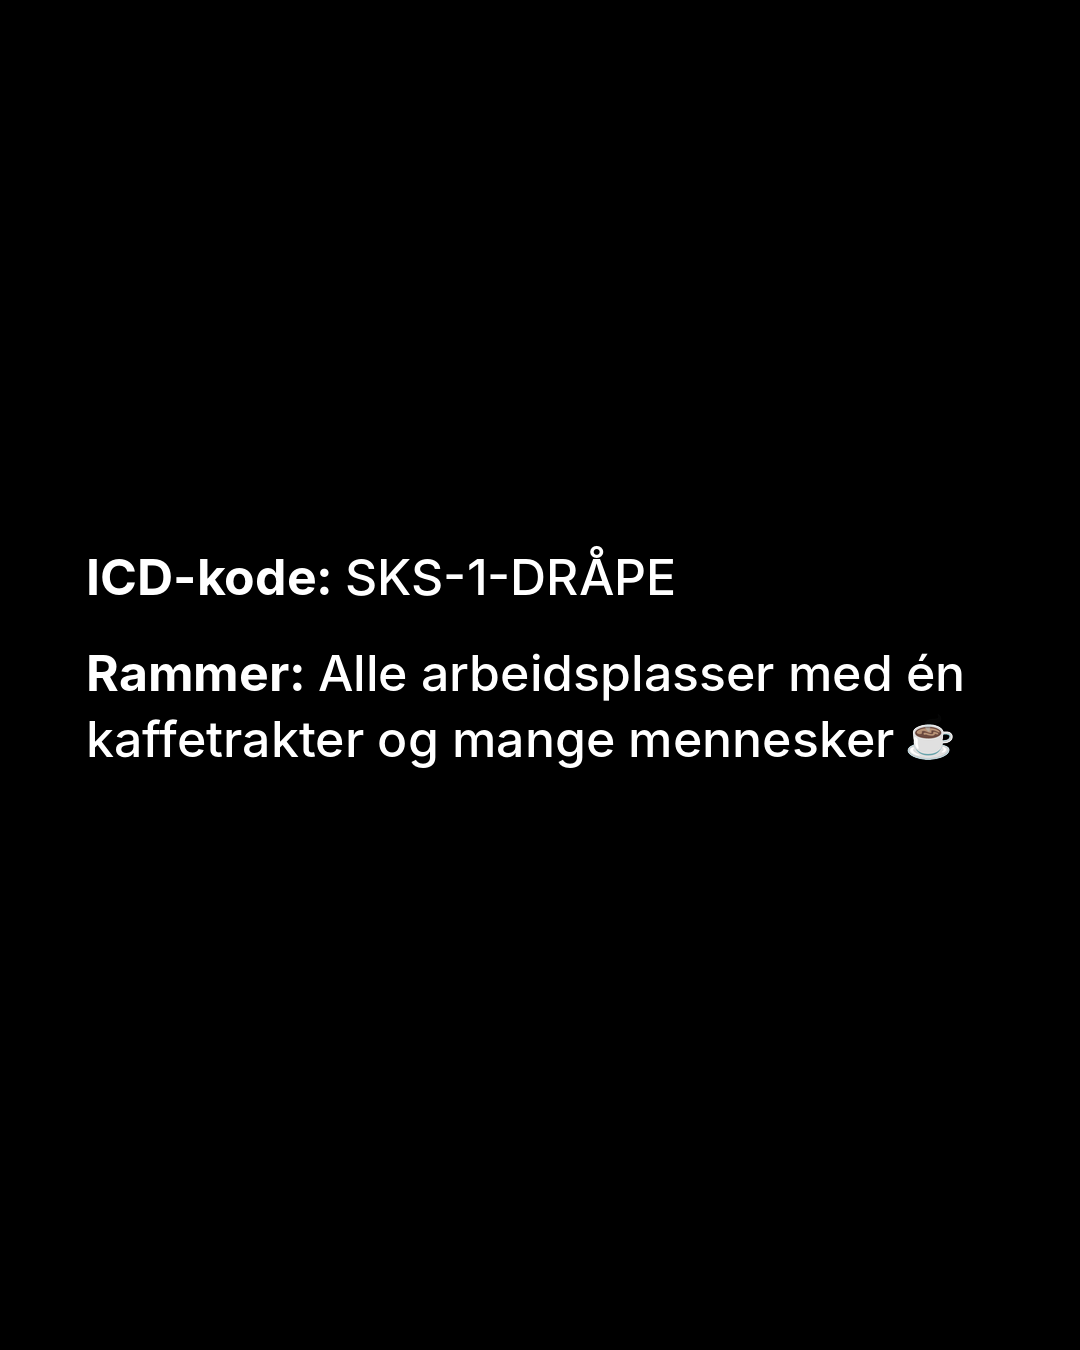 ICD-kode: SKS-1-DRÅPE
Rammer: Alle arbeidsplasser med én
kaffetrakter og mange mennesker ☕